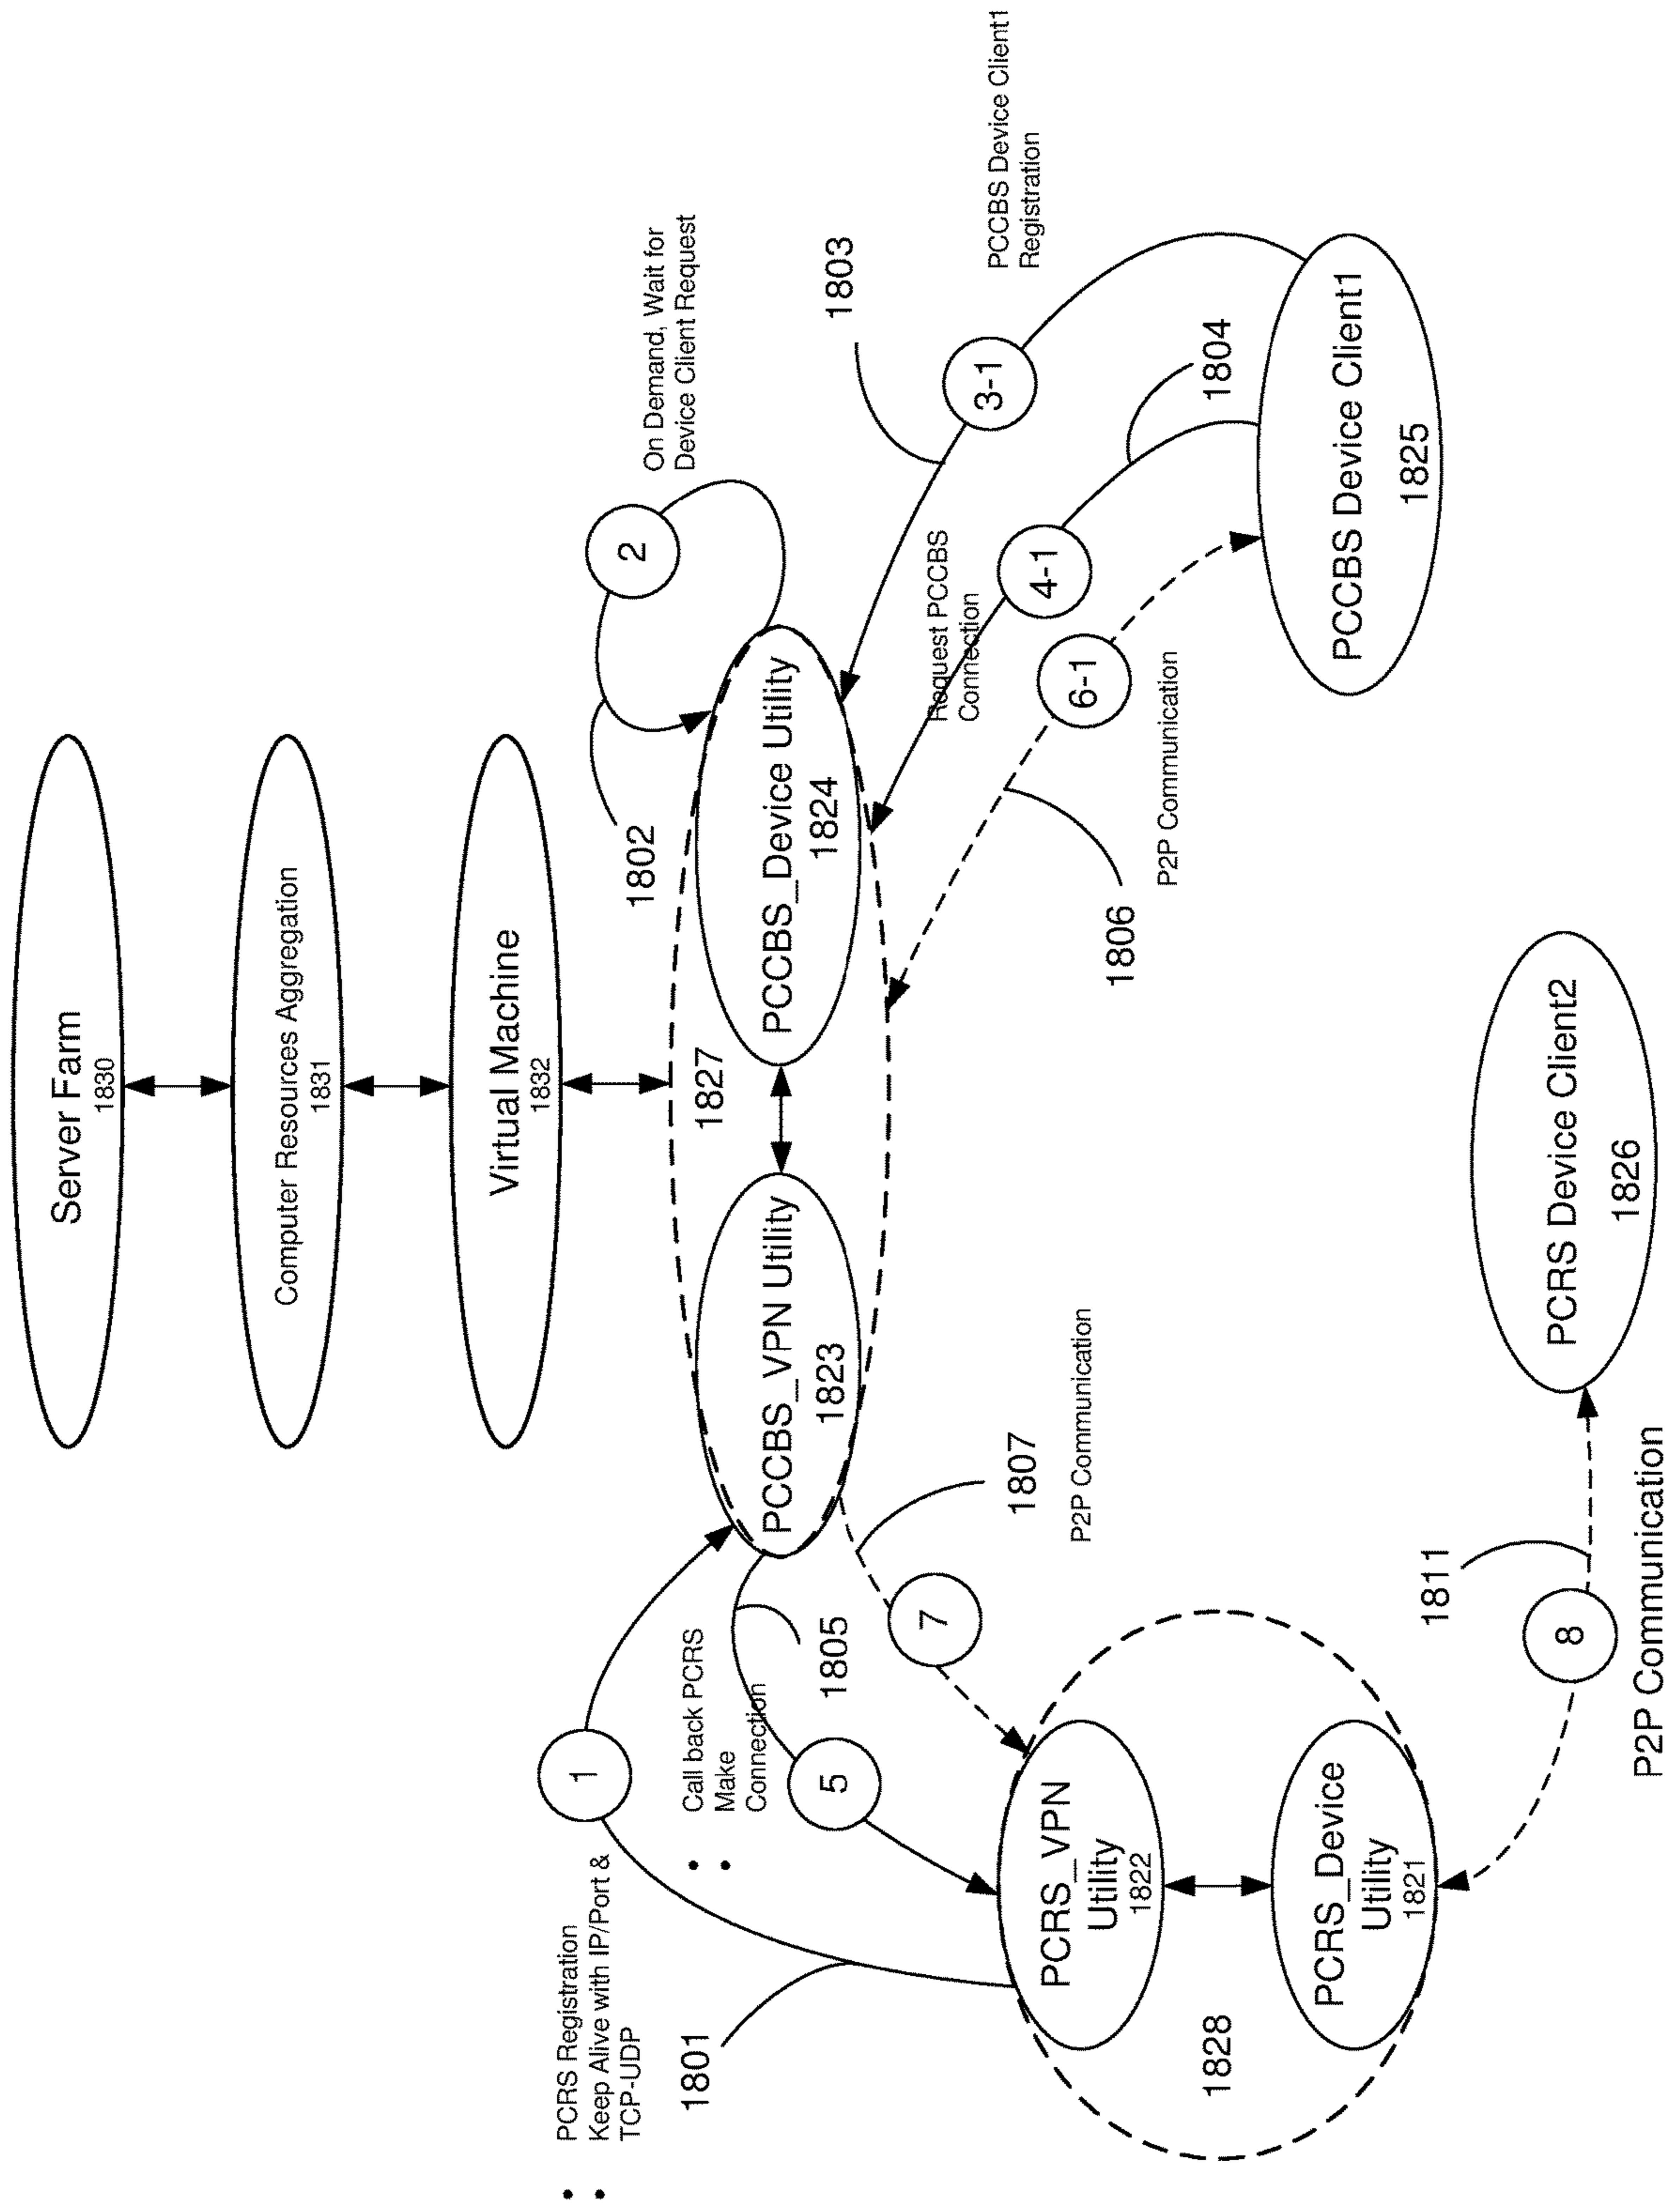 Server Farm
1830
Computer Resources Aggregation
1831
Virtual Machine
1832
1827
PCCBS_VPN Utility
1823
PCCBS_Device Utility
1824
2
On Demand, Wait for
Device Client Request
1802
1
PCRS Registration
Keep Alive with IP/Port &
TCP-UDP
1801
Call back PCRS
Make
Connection
5
1805
7
1807
P2P Communication
3-1
1803
PCCBS Device Client1
Registration
Request PCCBS
Connection
4-1
1804
6-1
1806
P2P Communication
PCCBS Device Client1
1825
PCRS_VPN
Utility
1822
1828
PCRS_Device
Utility
1821
8
1811
P2P Communication
PCRS Device Client2
1826